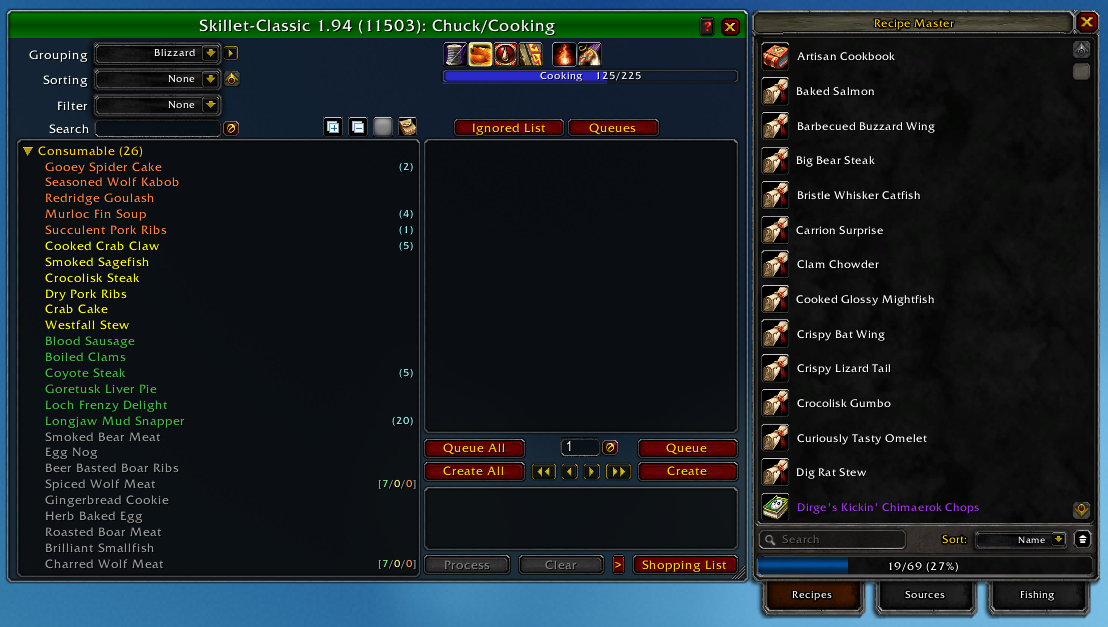 Skillet-Classic 1.94 (11503): Chuck/Cooking
?
Grouping
Blizzard
Sorting
None
Filter
None
Search
Cooking 125/225
Ignored List
Queues
Consumable (26)
Gooey Spider Cake (2)
Seasoned Wolf Kabob
Redridge Goulash
Murloc Fin Soup (4)
Succulent Pork Ribs (1)
Cooked Crab Claw (5)
Smoked Sagefish
Crocolisk Steak
Dry Pork Ribs
Crab Cake
Westfall Stew
Blood Sausage
Boiled Clams
Coyote Steak (5)
Goretusk Liver Pie
Loch Frenzy Delight
Longjaw Mud Snapper (20)
Smoked Bear Meat
Egg Nog
Beer Basted Boar Ribs
Spiced Wolf Meat [7/0/0]
Gingerbread Cookie
Herb Baked Egg
Roasted Boar Meat
Brilliant Smallfish
Charred Wolf Meat [7/0/0]
Queue All
1
Queue
Create All
Create
Process
Clear
>
Shopping List
Recipe Master
Artisan Cookbook
Baked Salmon
Barbecued Buzzard Wing
Big Bear Steak
Bristle Whisker Catfish
Carrion Surprise
Clam Chowder
Cooked Glossy Mightfish
Crispy Bat Wing
Crispy Lizard Tail
Crocolisk Gumbo
Curiously Tasty Omelet
Dig Rat Stew
Dirge's Kickin' Chimaerok Chops
Search
Sort:
Name
19/69 (27%)
Recipes
Sources
Fishing